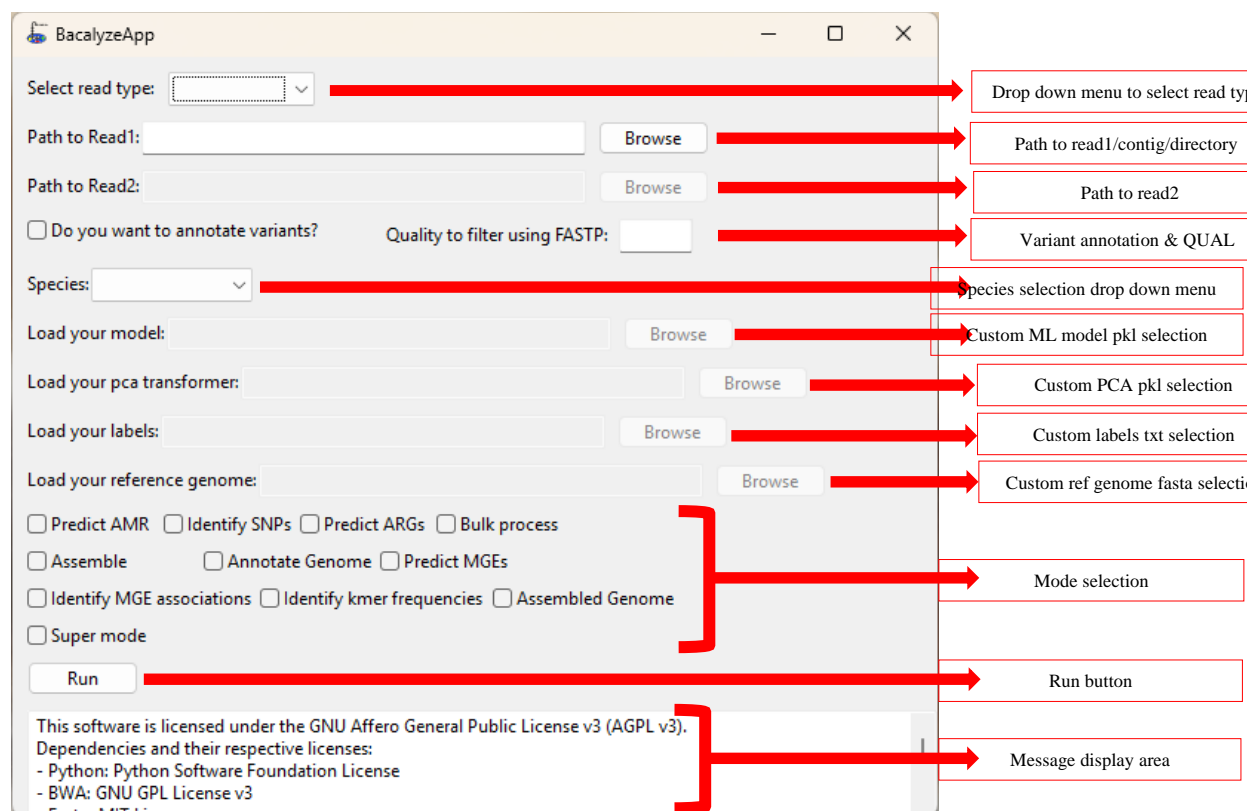 BacalyzeApp
Select read type:
Drop down menu to select read
Path to Read1: Browse
Path to read1/contig/directory
Path to Read2: Browse
Path to read2
Do you want to annotate variants? Quality to filter using FASTP:
Variant annotation & QUAL
Species:
Species selection drop down menu
Load your model: Browse
Custom ML model pkl selection
Load your pca transformer: Browse
Custom PCA pkl selection
Load your labels: Browse
Custom labels txt selection
Load your reference genome: Browse
Custom ref genome fasta
Predict AMR Identify SNPs Predict ARGs Bulk process
Assemble Annotate Genome Predict MGEs
Mode selection
Identify MGE associations Identify kmer frequencies Assembled Genome
Super mode
Run
Run button
This software is licensed under the GNU Affero General Public License v3 (AGPL v3).
Dependencies and their respective licenses:
Message display area
- Python: Python Software Foundation License
- BWA: GNU GPL License v3